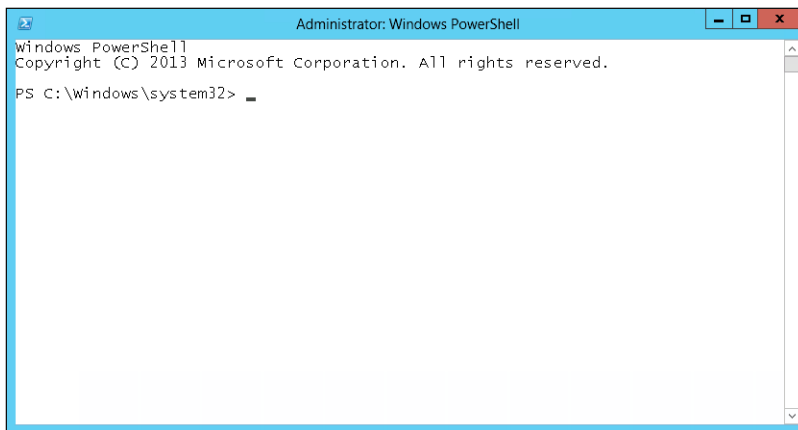 Administrator: Windows PowerShell
Windows PowerShell
Copyright (C) 2013 Microsoft Corporation. All rights reserved.
PS C:\Windows\system32> _